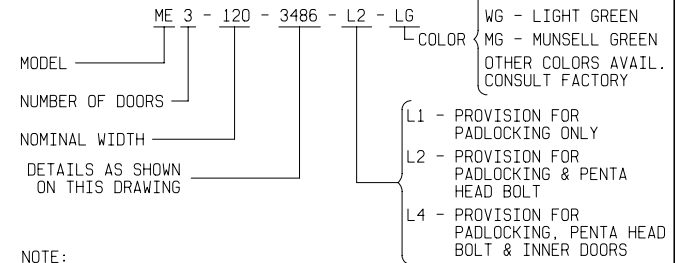 ME 3 - 120 - 3486 - L2 - LG
COLOR
WG - LIGHT GREEN
MG - MUNSELL GREEN
OTHER COLORS AVAIL.
CONSULT FACTORY
MODEL
NUMBER OF DOORS
NOMINAL WIDTH
DETAILS AS SHOWN
ON THIS DRAWING
L1 - PROVISION FOR
PADLOCKING ONLY
L2 - PROVISION FOR
PADLOCKING & PENTA
HEAD BOLT
L4 - PROVISION FOR
PADLOCKING, PENTA HEAD
BOLT & INNER DOORS
NOTE: